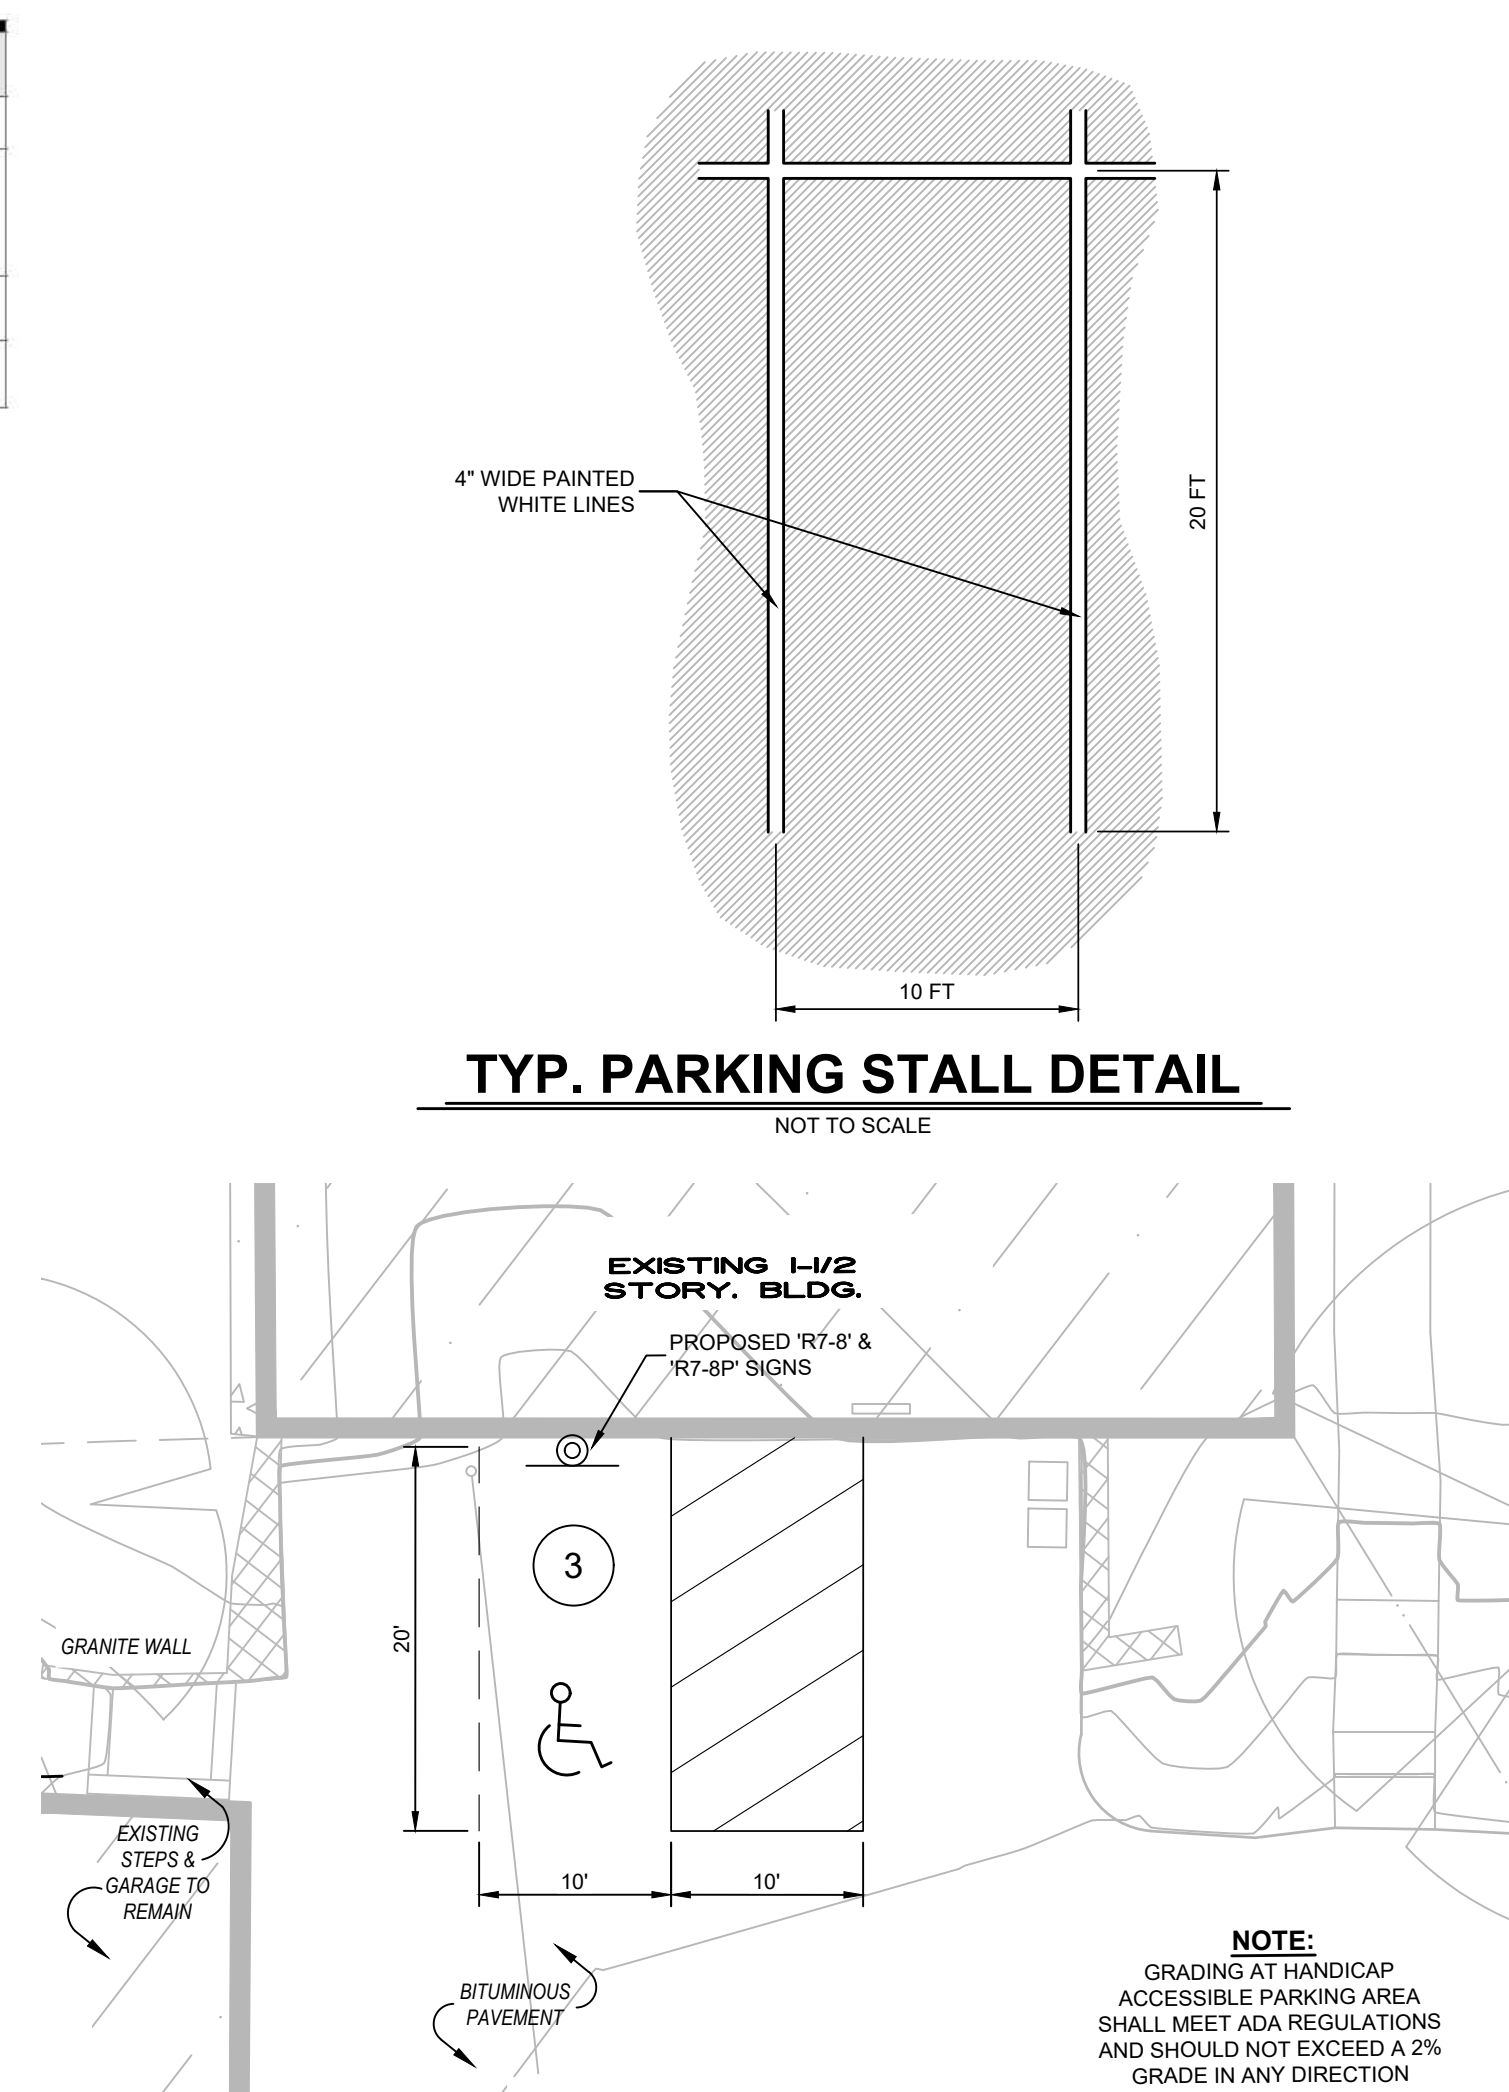 4" WIDE PAINTED
WHITE LINES
20 FT
10 FT
TYP. PARKING STALL DETAIL
NOT TO SCALE
EXISTING 1-1/2
STORY. BLDG.
PROPOSED 'R7-8' &
'R7-8P' SIGNS
3
20'
GRANITE WALL
EXISTING
STEPS &
GARAGE TO
REMAIN
10'
10'
BITUMINOUS
PAVEMENT
NOTE:
GRADING AT HANDICAP
ACCESSIBLE PARKING AREA
SHALL MEET ADA REGULATIONS
AND SHOULD NOT EXCEED A 2%
GRADE IN ANY DIRECTION